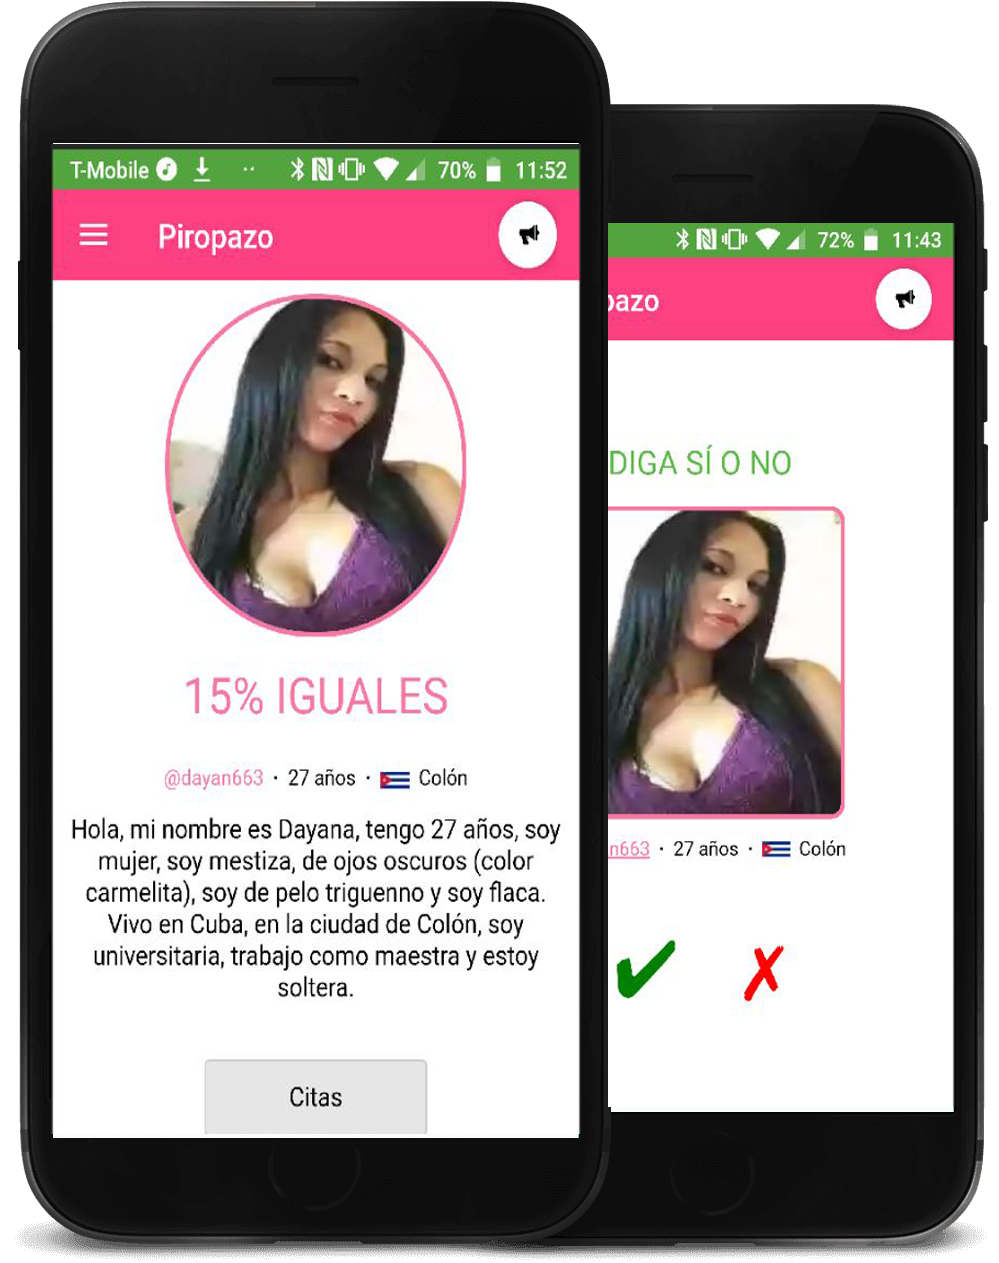 T-Mobile 70% 11:52
Piropazo
15% IGUALES
@dayan663 · 27 años · Colón
Hola, mi nombre es Dayana, tengo 27 años, soy
mujer, soy mestiza, de ojos oscuros (color
carmelita), soy de pelo triguenno y soy flaca.
Vivo en Cuba, en la ciudad de Colón, soy
universitaria, trabajo como maestra y estoy
soltera.
Citas
72% 11:43
pazo
DIGA SÍ O NO
n663 · 27 años · Colón